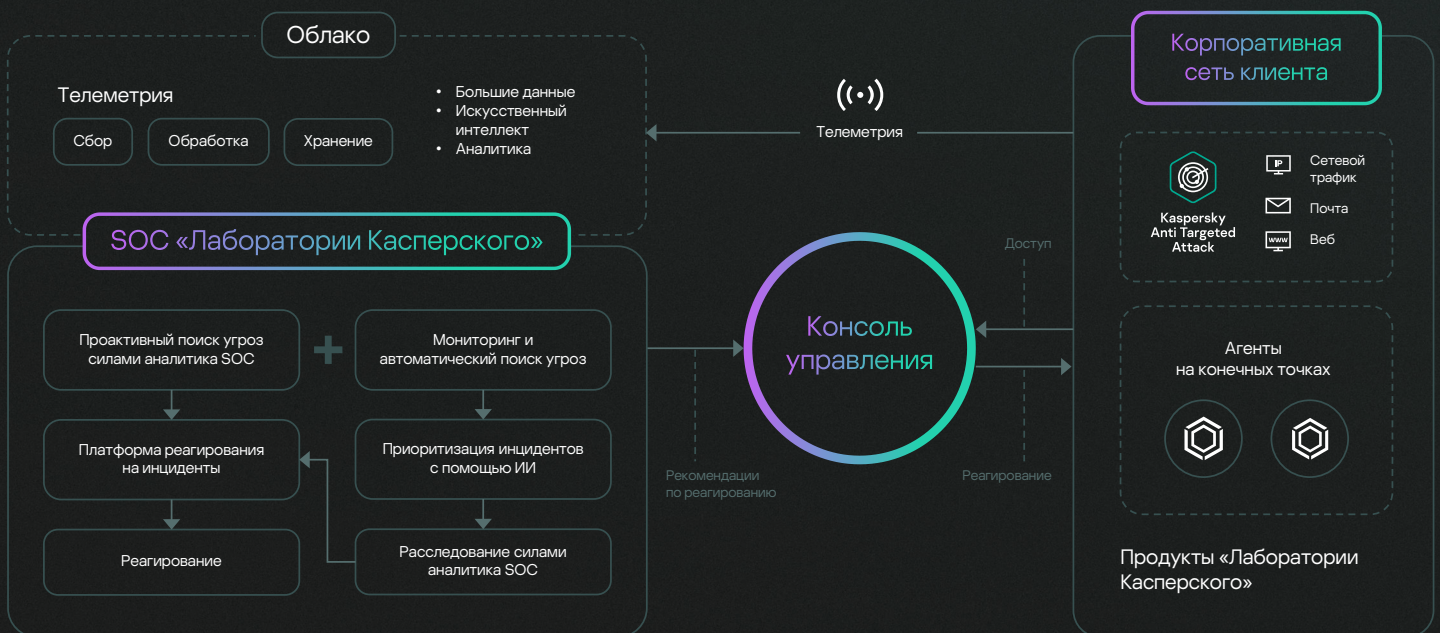 Облако
Телеметрия
Сбор
Обработка
Хранение
• Большие данные
• Искусственный
интеллект
• Аналитика
Телеметрия
Корпоративная
сеть клиента
Kaspersky
Anti Targeted
Attack
IP
Сетевой
трафик
Почта
www
Веб
SOC «Лаборатории Касперского»
Проактивный поиск угроз
силами аналитика SOC
Мониторинг и
автоматический поиск угроз
Платформа реагирования
на инциденты
Приоритизация инцидентов
с помощью ИИ
Реагирование
Расследование силами
аналитика SOC
Рекомендации
по реагированию
Консоль
управления
Доступ
Реагирование
Агенты
на конечных точках
Продукты «Лаборатории
Касперского»